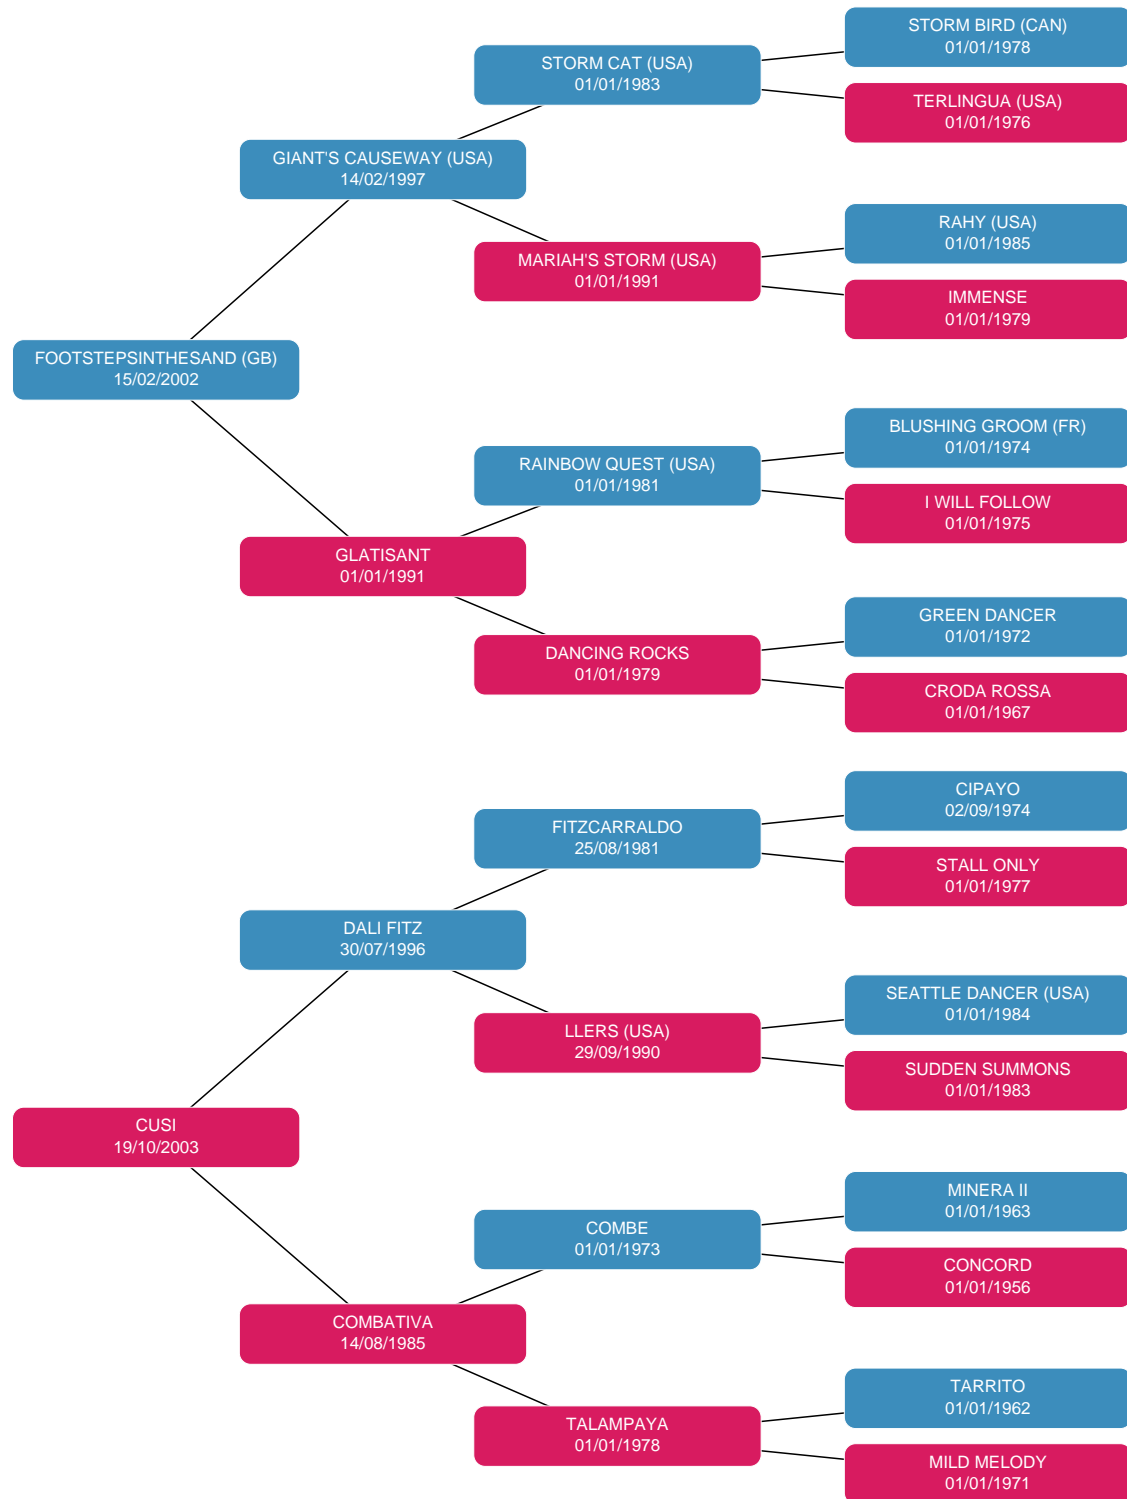 STORM BIRD (CAN)
01/01/1978
STORM CAT (USA)
01/01/1983
TERLINGUA (USA)
01/01/1976
GIANT'S CAUSEWAY (USA)
14/02/1997
RAHY (USA)
01/01/1985
MARIAH'S STORM (USA)
01/01/1991
IMMENSE
01/01/1979
FOOTSTEPSINTHESAND (GB)
15/02/2002
BLUSHING GROOM (FR)
01/01/1974
RAINBOW QUEST (USA)
01/01/1981
I WILL FOLLOW
01/01/1975
GLATISANT
01/01/1991
GREEN DANCER
01/01/1972
DANCING ROCKS
01/01/1979
CRODA ROSSA
01/01/1967
CIPAYO
02/09/1974
FITZCARRALDO
25/08/1981
STALL ONLY
01/01/1977
DALI FITZ
30/07/1996
SEATTLE DANCER (USA)
01/01/1984
LLERS (USA)
29/09/1990
SUDDEN SUMMONS
01/01/1983
CUSI
19/10/2003
MINERA II
01/01/1963
COMBE
01/01/1973
CONCORD
01/01/1956
COMBATIVA
14/08/1985
TARRITO
01/01/1962
TALAMPAYA
01/01/1978
MILD MELODY
01/01/1971